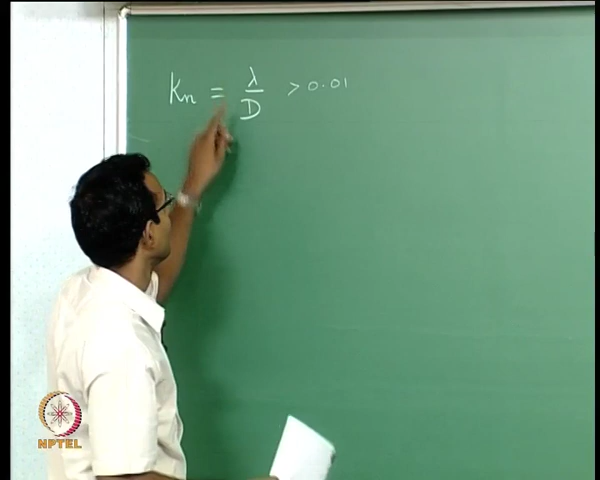 Kn = λ/D > 0.01
NPTEL